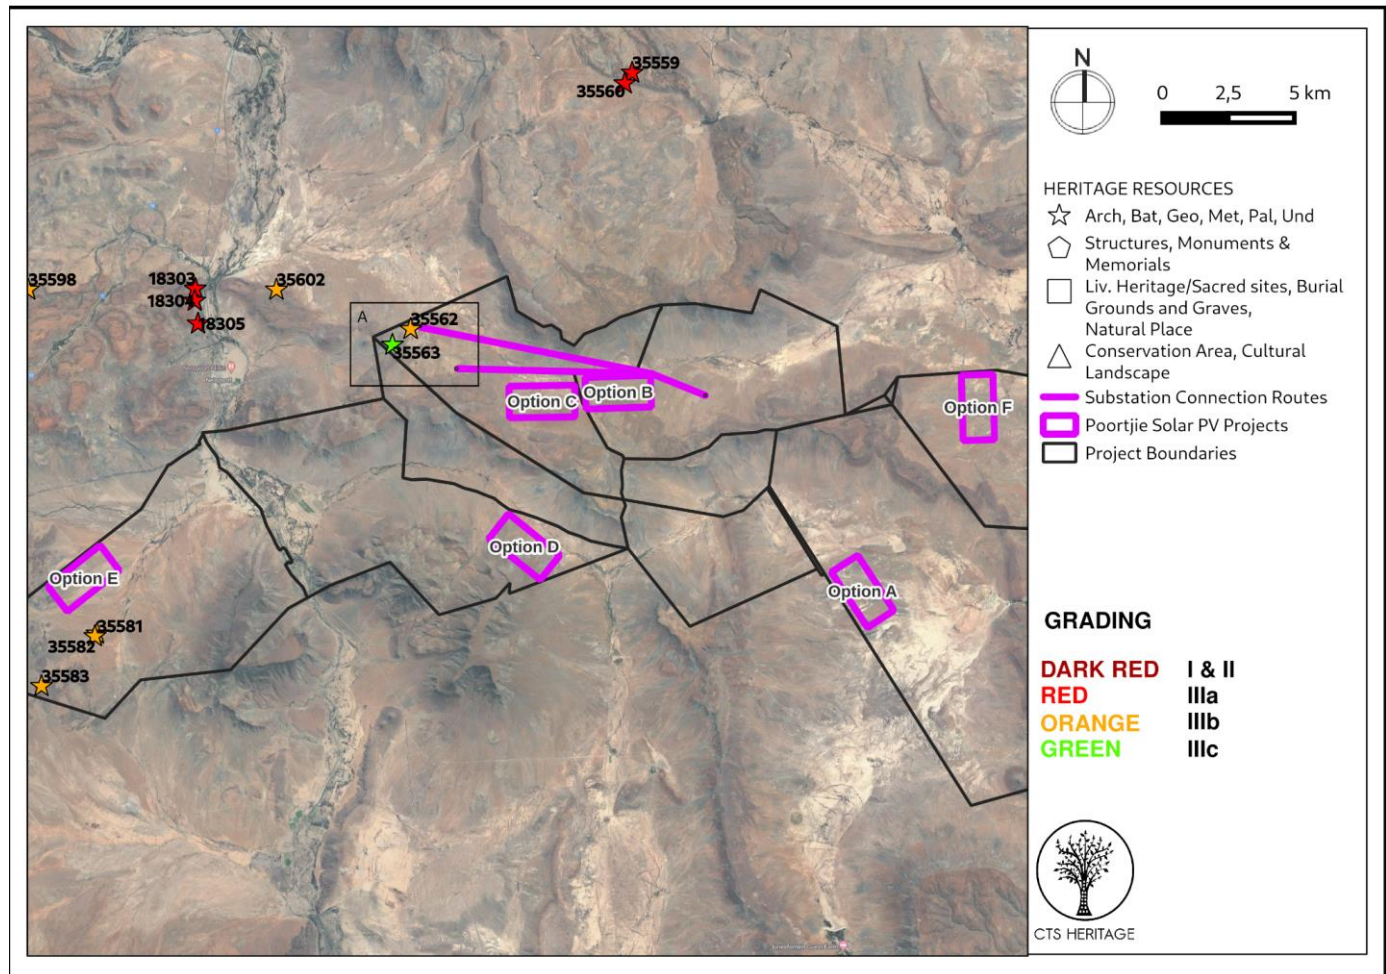 35559
35560
N
0 2,5 5 km
HERITAGE RESOURCES
Arch, Bat, Geo, Met, Pal, Und
Structures, Monuments &
Memorials
Liv. Heritage/Sacred sites, Burial
Grounds and Graves,
Natural Place
Conservation Area, Cultural
Landscape
Substation Connection Routes
Poortjie Solar PV Projects
Project Boundaries
35598
18303
18304
18305
35602
A
35562
35563
Option C
Option B
Option F
Option D
Option A
Option E
35581
35582
35583
GRADING
DARK RED I & II
RED IIIa
ORANGE IIIb
GREEN IIIc
CTS HERITAGE